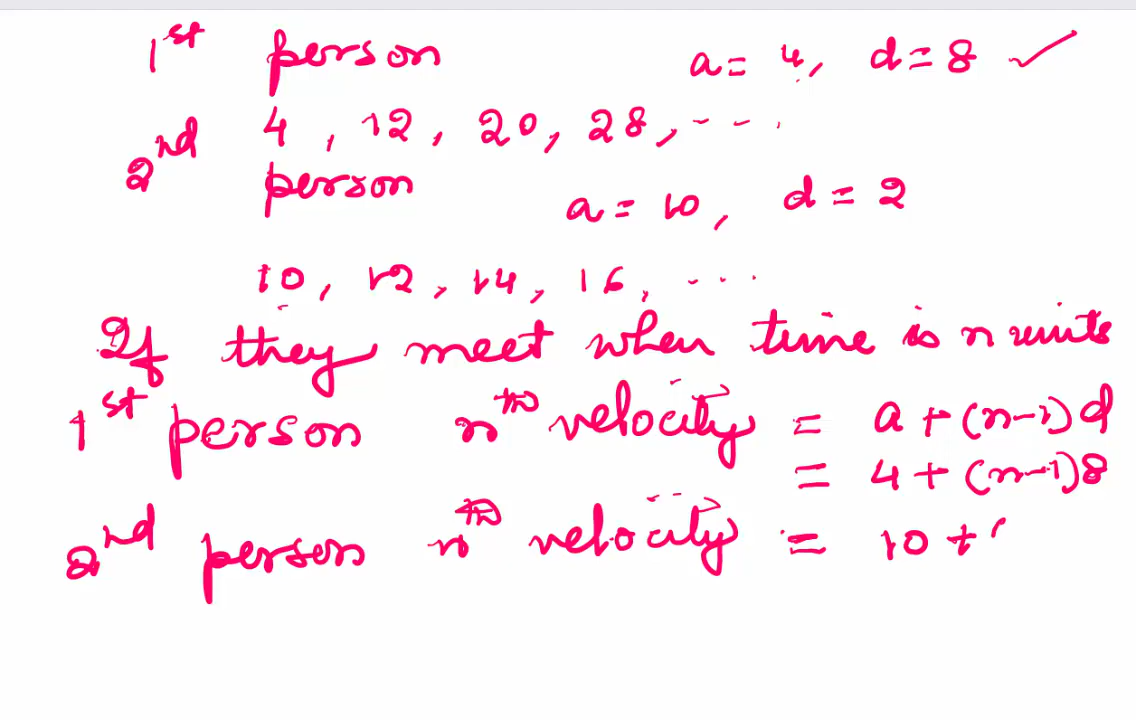 1st person a = 4, d = 8 ✓
4, 12, 20, 28, ....
2nd person a = 10, d = 2
10, 12, 14, 16, ....
If they meet when time is n units
1st person nth velocity = a + (n-1)d
= 4 + (n-1)8
2nd person nth velocity = 10 + (